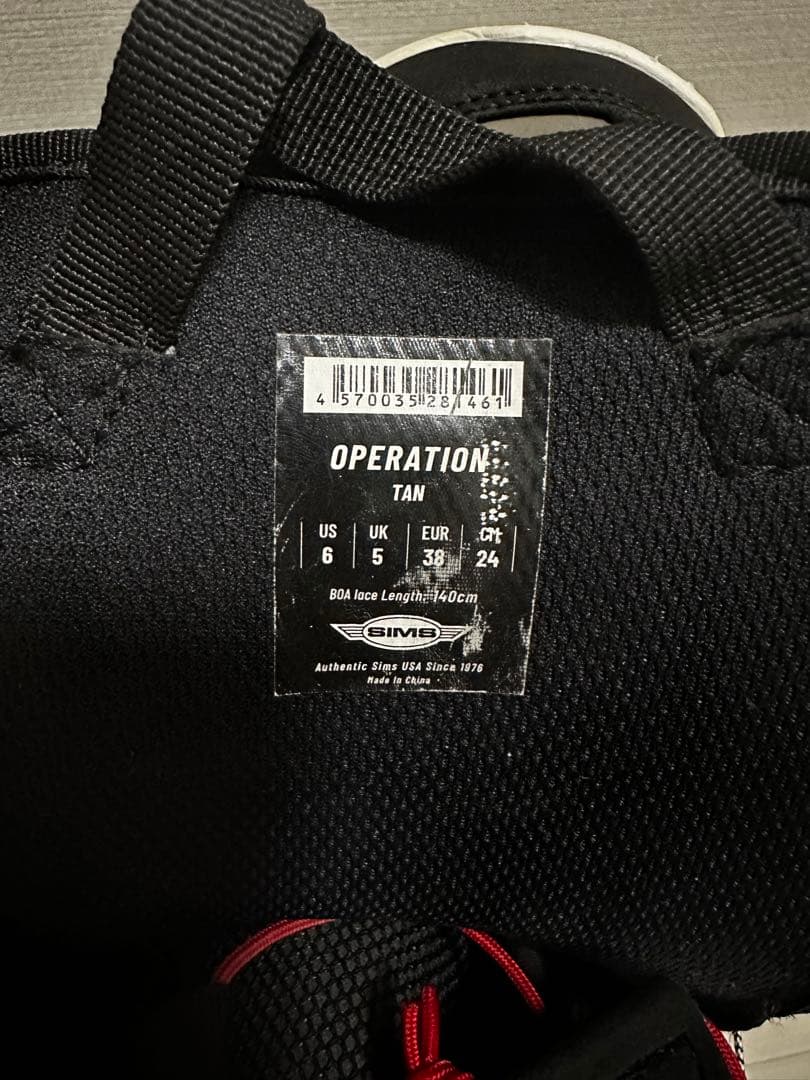 4 570035 281461
OPERATION
TAN
US UK EUR CM
6 5 38 24
BOA lace Length: 140cm
SIMS
Authentic Sims USA Since 1976
Made in China